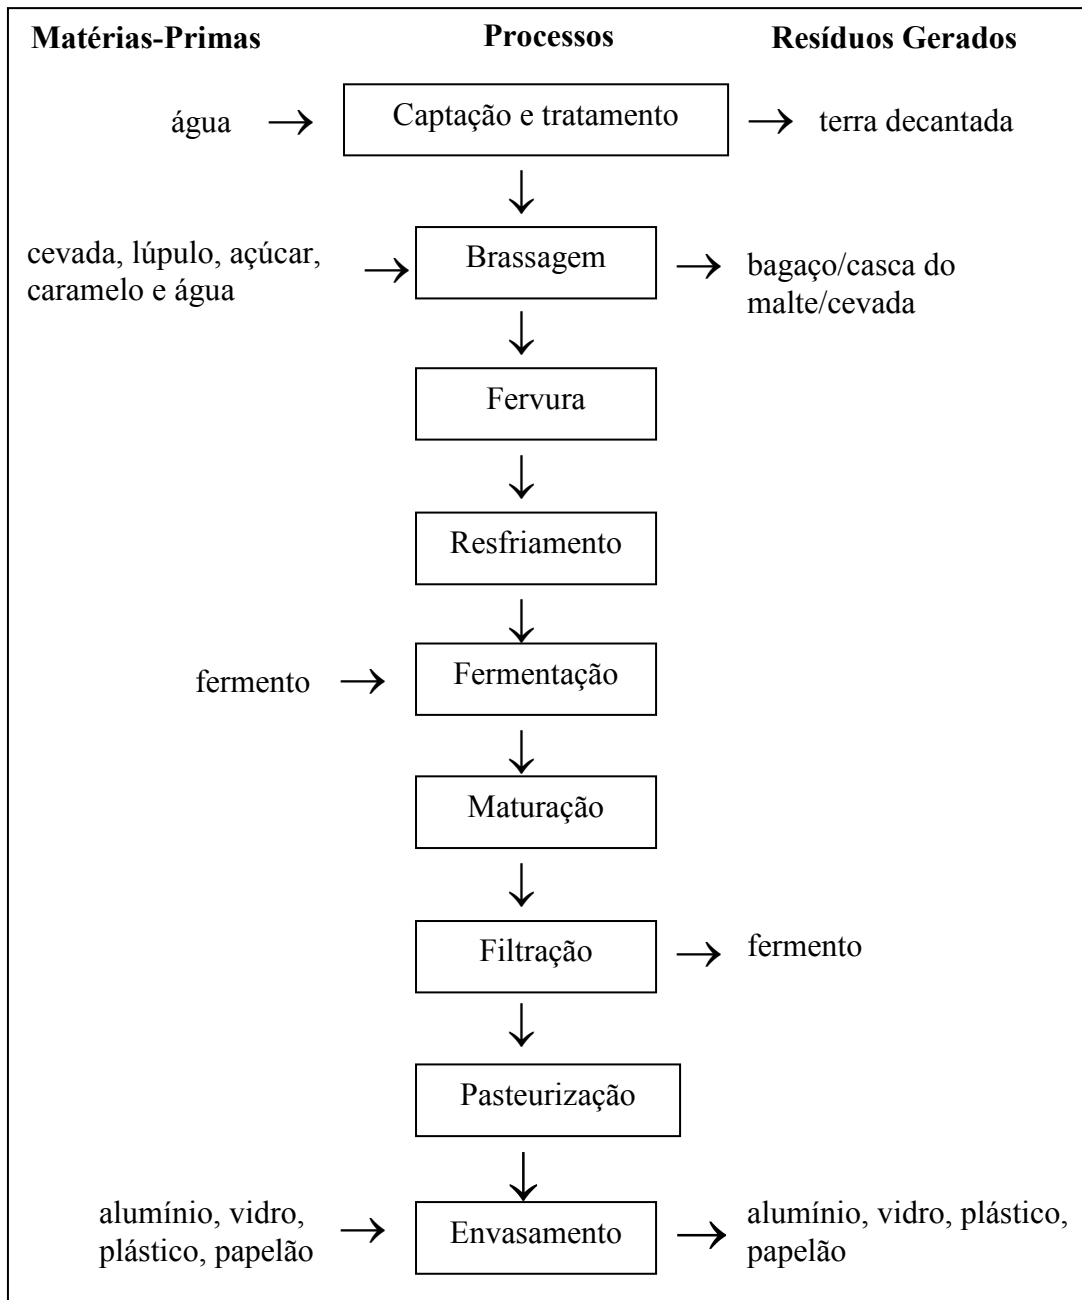 Matérias-Primas
Processos
Resíduos Gerados
água
Captação e tratamento
terra decantada
cevada, lúpulo, açúcar,
caramelo e água
Brassagem
bagaço/casca do
malte/cevada
Fervura
Resfriamento
fermento
Fermentação
Maturação
Filtração
fermento
Pasteurização
alumínio, vidro,
plástico, papelão
Envasamento
alumínio, vidro, plástico,
papelão